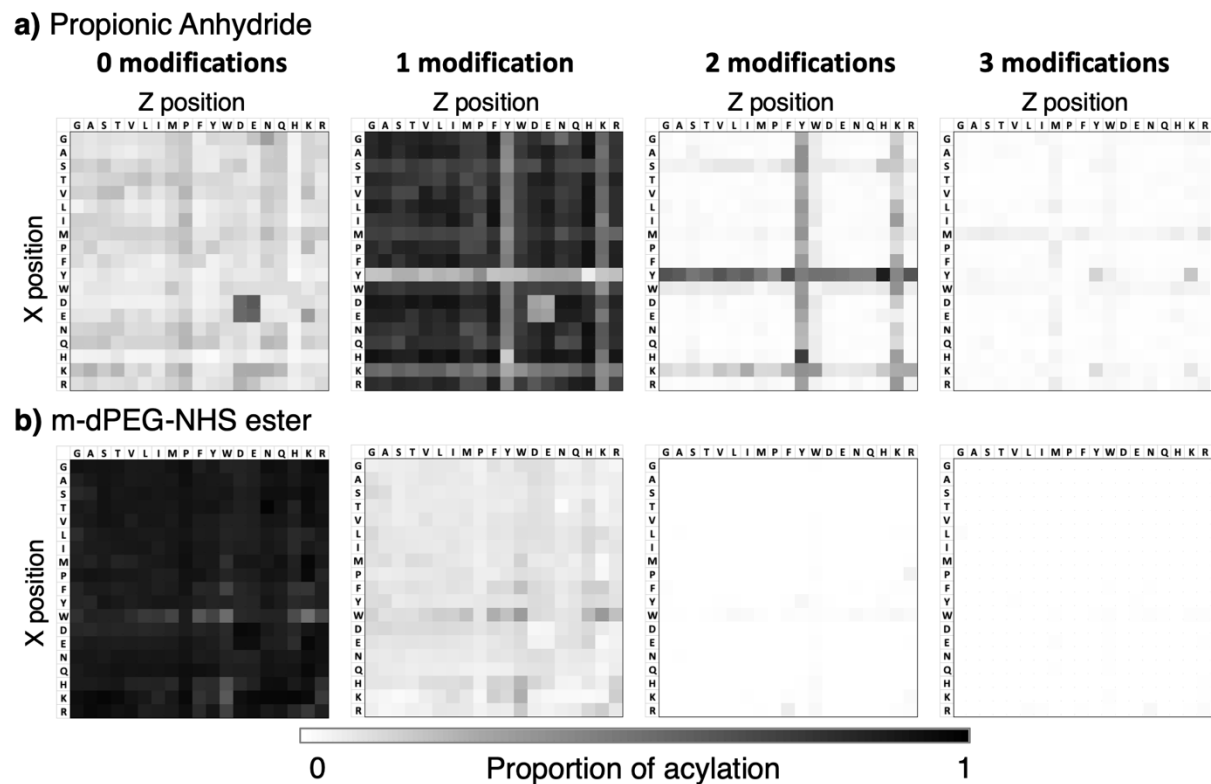 a) Propionic Anhydride
0 modifications 1 modification 2 modifications 3 modifications
Z position Z position Z position Z position
G A S T V L I M P F Y W D E N Q H K R G A S T V L I M P F Y W D E N Q H K R G A S T V L I M P F Y W D E N Q H K R G A S T V L I M P F Y W D E N Q H K R
X position
G G G G
A A A A
S S S S
T T T T
V V V V
L L L L
I I I I
M M M M
P P P P
F F F F
Y Y Y Y
W W W W
D D D D
E E E E
N N N N
Q Q Q Q
H H H H
K K K K
R R R R
b) m-dPEG-NHS ester
G A S T V L I M P F Y W D E N Q H K R G A S T V L I M P F Y W D E N Q H K R G A S T V L I M P F Y W D E N Q H K R G A S T V L I M P F Y W D E N Q H K R
X position
G G G G
A A A A
S S S S
T T T T
V V V V
L L L L
I I I I
M M M M
P P P P
F F F F
Y Y Y Y
W W W W
D D D D
E E E E
N N N N
Q Q Q Q
H H H H
K K K K
R R R R
0 Proportion of acylation 1